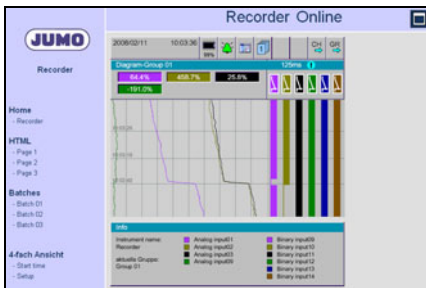 Recorder Online
JUMO
Recorder
Home
- Recorder
HTML
- Page 1
- Page 2
- Page 3
Batches
- Batch 01
- Batch 02
- Batch 03
4-fach Ansicht
- Start time
- Setup
2008/02/11 10:03:36
99%
CH GR
Diagram-Group 01 125ms
64.4% 458.7% 25.8%
-191.0%
Info
Instrument name:
Recorder
aktuelle Gruppe:
Group 01
Analog input01
Analog input02
Analog input03
Binary input09
Binary input10
Binary input11
Binary input12
Binary input13
Binary input14